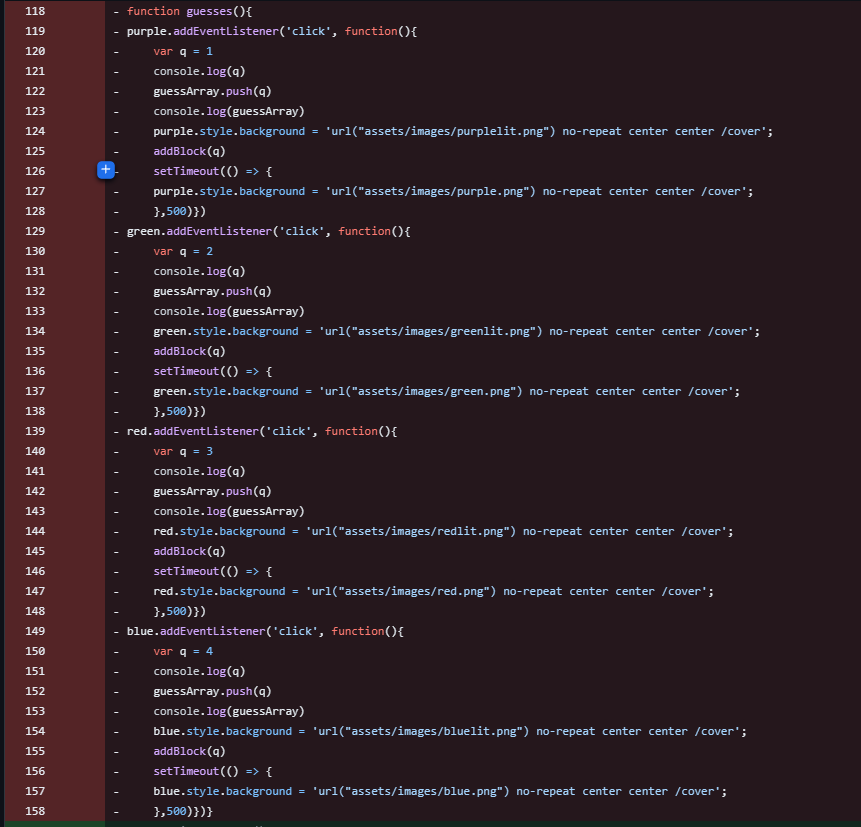 118 - function guesses(){
119 - purple.addEventListener('click', function(){
120 -     var q = 1
121 -     console.log(q)
122 -     guessArray.push(q)
123 -     console.log(guessArray)
124 -     purple.style.background = 'url("assets/images/purplelit.png") no-repeat center center /cover';
125 -     addBlock(q)
126 + -     setTimeout(() => {
127 -     purple.style.background = 'url("assets/images/purple.png") no-repeat center center /cover';
128 -     },500)})
129 - green.addEventListener('click', function(){
130 -     var q = 2
131 -     console.log(q)
132 -     guessArray.push(q)
133 -     console.log(guessArray)
134 -     green.style.background = 'url("assets/images/greenlit.png") no-repeat center center /cover';
135 -     addBlock(q)
136 -     setTimeout(() => {
137 -     green.style.background = 'url("assets/images/green.png") no-repeat center center /cover';
138 -     },500)})
139 - red.addEventListener('click', function(){
140 -     var q = 3
141 -     console.log(q)
142 -     guessArray.push(q)
143 -     console.log(guessArray)
144 -     red.style.background = 'url("assets/images/redlit.png") no-repeat center center /cover';
145 -     addBlock(q)
146 -     setTimeout(() => {
147 -     red.style.background = 'url("assets/images/red.png") no-repeat center center /cover';
148 -     },500)})
149 - blue.addEventListener('click', function(){
150 -     var q = 4
151 -     console.log(q)
152 -     guessArray.push(q)
153 -     console.log(guessArray)
154 -     blue.style.background = 'url("assets/images/bluelit.png") no-repeat center center /cover';
155 -     addBlock(q)
156 -     setTimeout(() => {
157 -     blue.style.background = 'url("assets/images/blue.png") no-repeat center center /cover';
158 -     },500)})}